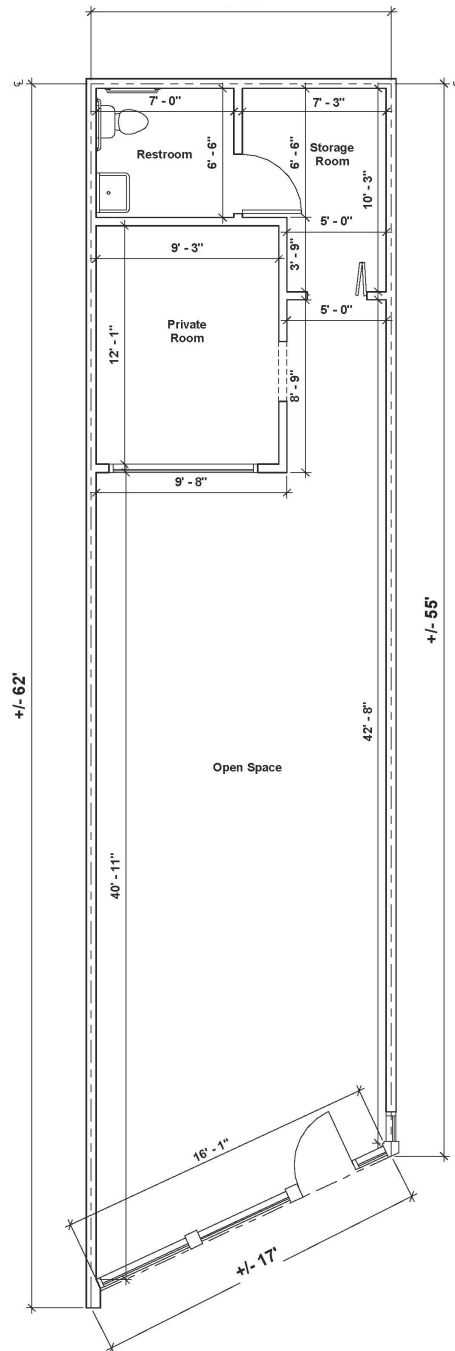 7' - 0"
7' - 3"
Restroom
6' - 6"
6' - 6"
Storage
Room
10' - 3"
5' - 0"
9' - 3"
3' - 9"
5' - 0"
Private
Room
12' - 1"
8' - 9"
9' - 8"
+/- 55'
+/- 62'
42' - 8"
Open Space
40' - 11"
16' - 1"
+/- 17'